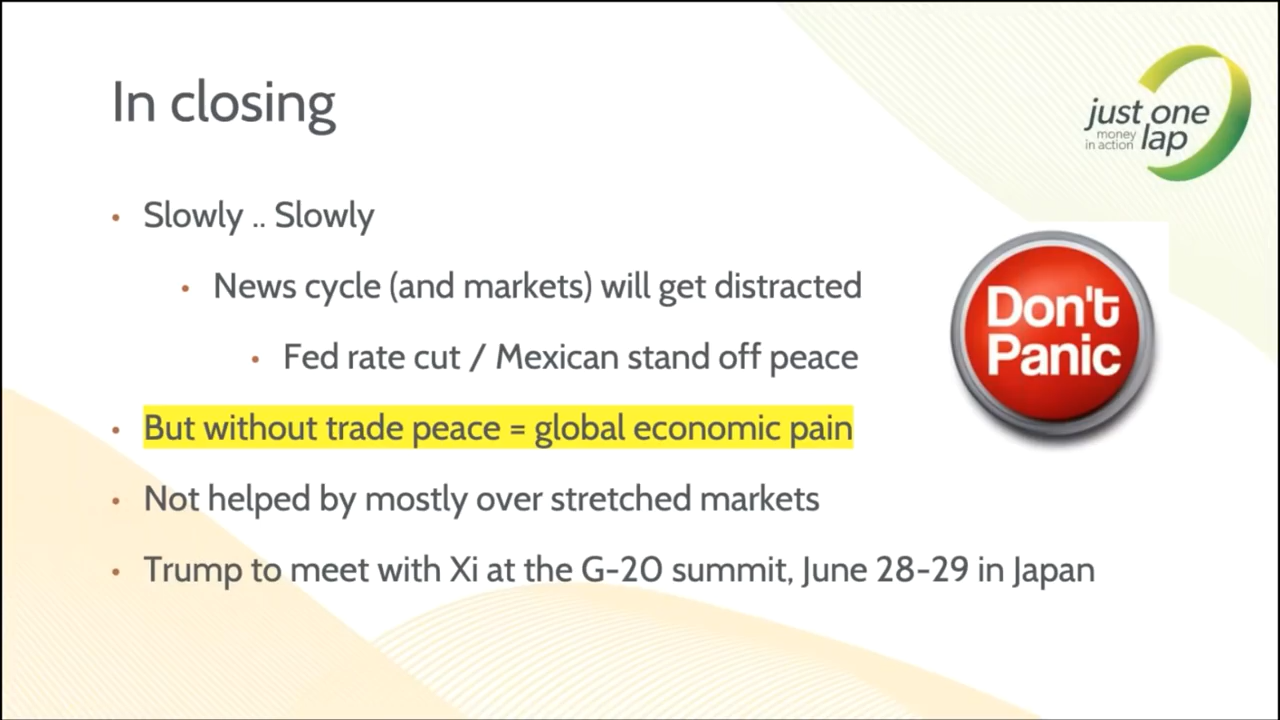 In closing
just one
money
in action lap
• Slowly .. Slowly
• News cycle (and markets) will get distracted
• Fed rate cut / Mexican stand off peace
Don't
Panic
• But without trade peace = global economic pain
• Not helped by mostly over stretched markets
• Trump to meet with Xi at the G-20 summit, June 28-29 in Japan